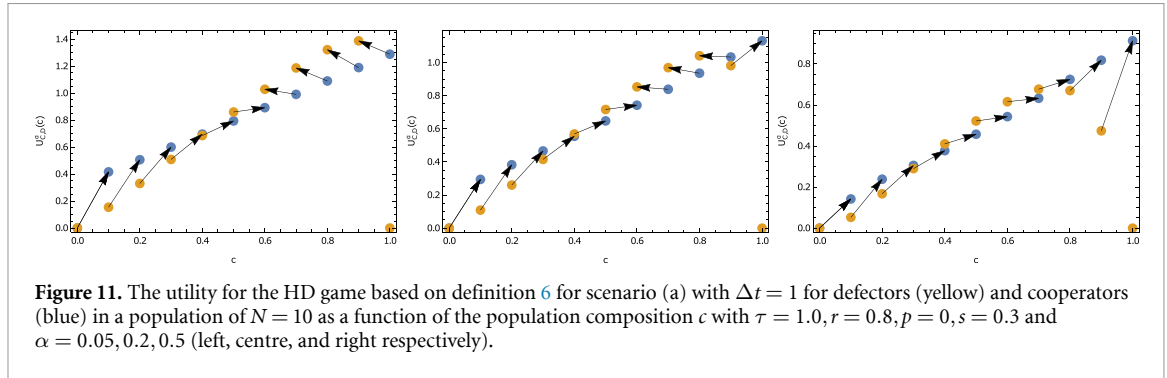 1.4
1.2
1.0
0.8
0.6
0.4
0.2
0.0
0.0 0.2 0.4 0.6 0.8 1.0
c
U^α_{C,D}(c)
1.0
0.8
0.6
0.4
0.2
0.0
0.0 0.2 0.4 0.6 0.8 1.0
c
U^α_{C,D}(c)
0.8
0.6
0.4
0.2
0.0
0.0 0.2 0.4 0.6 0.8 1.0
c
U^α_{C,D}(c)
Figure 11. The utility for the HD game based on definition 6 for scenario (a) with Δt = 1 for defectors (yellow) and cooperators
(blue) in a population of N = 10 as a function of the population composition c with τ = 1.0, r = 0.8, p = 0, s = 0.3 and
α = 0.05, 0.2, 0.5 (left, centre, and right respectively).